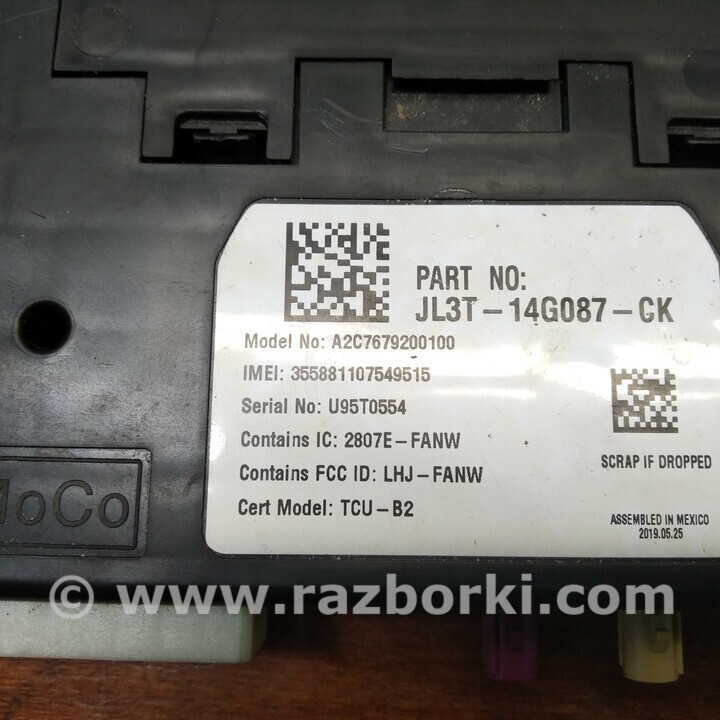 PART NO:
JL3T-14G087-CK
Model No: A2C7679200100
IMEI: 355881107549515
Serial No: U95T0554
Contains IC: 2807E-FANW
Contains FCC ID: LHJ-FANW
Cert Model: TCU-B2
SCRAP IF DROPPED
ASSEMBLED IN MEXICO
2019.05.25
MoCo
© www.razborki.com